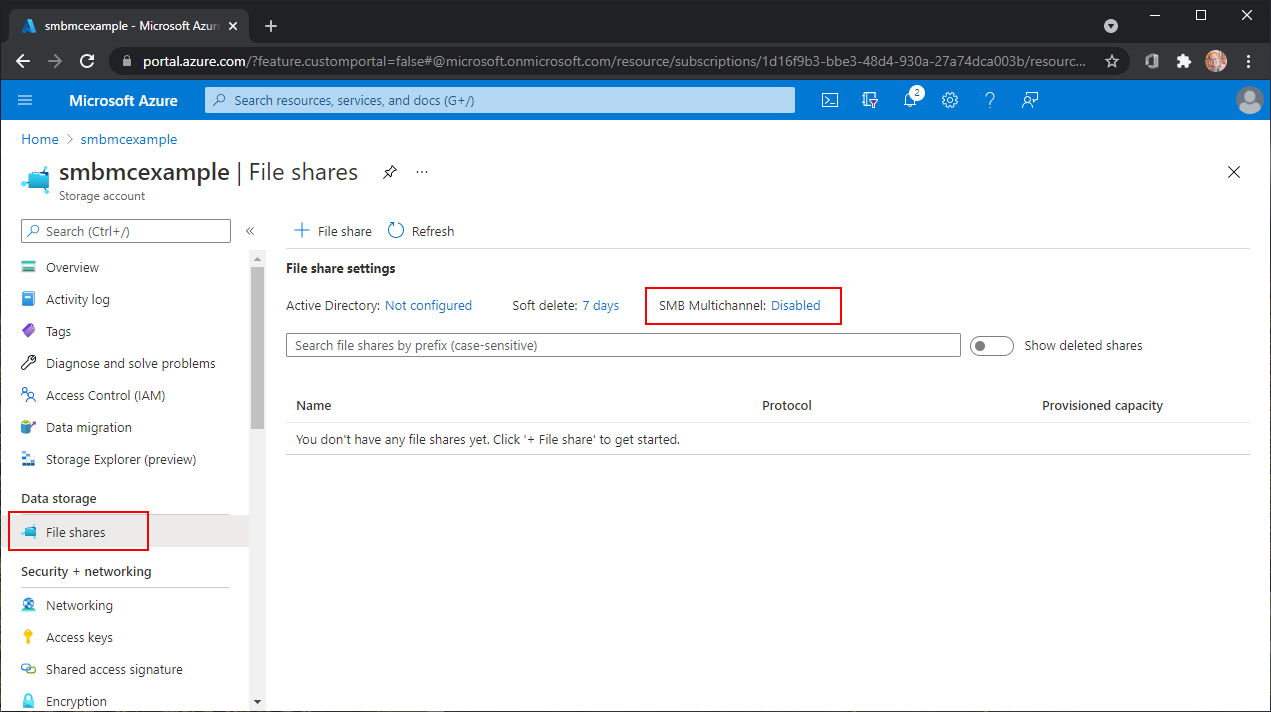 smbmcexample - Microsoft Azur
portal.azure.com/?feature.customportal=false#@microsoft.onmicrosoft.com/resource/subscriptions/1d16f9b3-bbe3-48d4-930a-27a74dca003b/resourc...
Microsoft Azure
Search resources, services, and docs (G+/)
2
Home > smbmcexample
smbmcexample | File shares
Storage account
Search (Ctrl+/)
Overview
Activity log
Tags
Diagnose and solve problems
Access Control (IAM)
Data migration
Storage Explorer (preview)
Data storage
File shares
Security + networking
Networking
Access keys
Shared access signature
Encryption
+ File share Refresh
File share settings
Active Directory: Not configured Soft delete: 7 days SMB Multichannel: Disabled
Search file shares by prefix (case-sensitive) Show deleted shares
Name Protocol Provisioned capacity
You don't have any file shares yet. Click '+ File share' to get started.